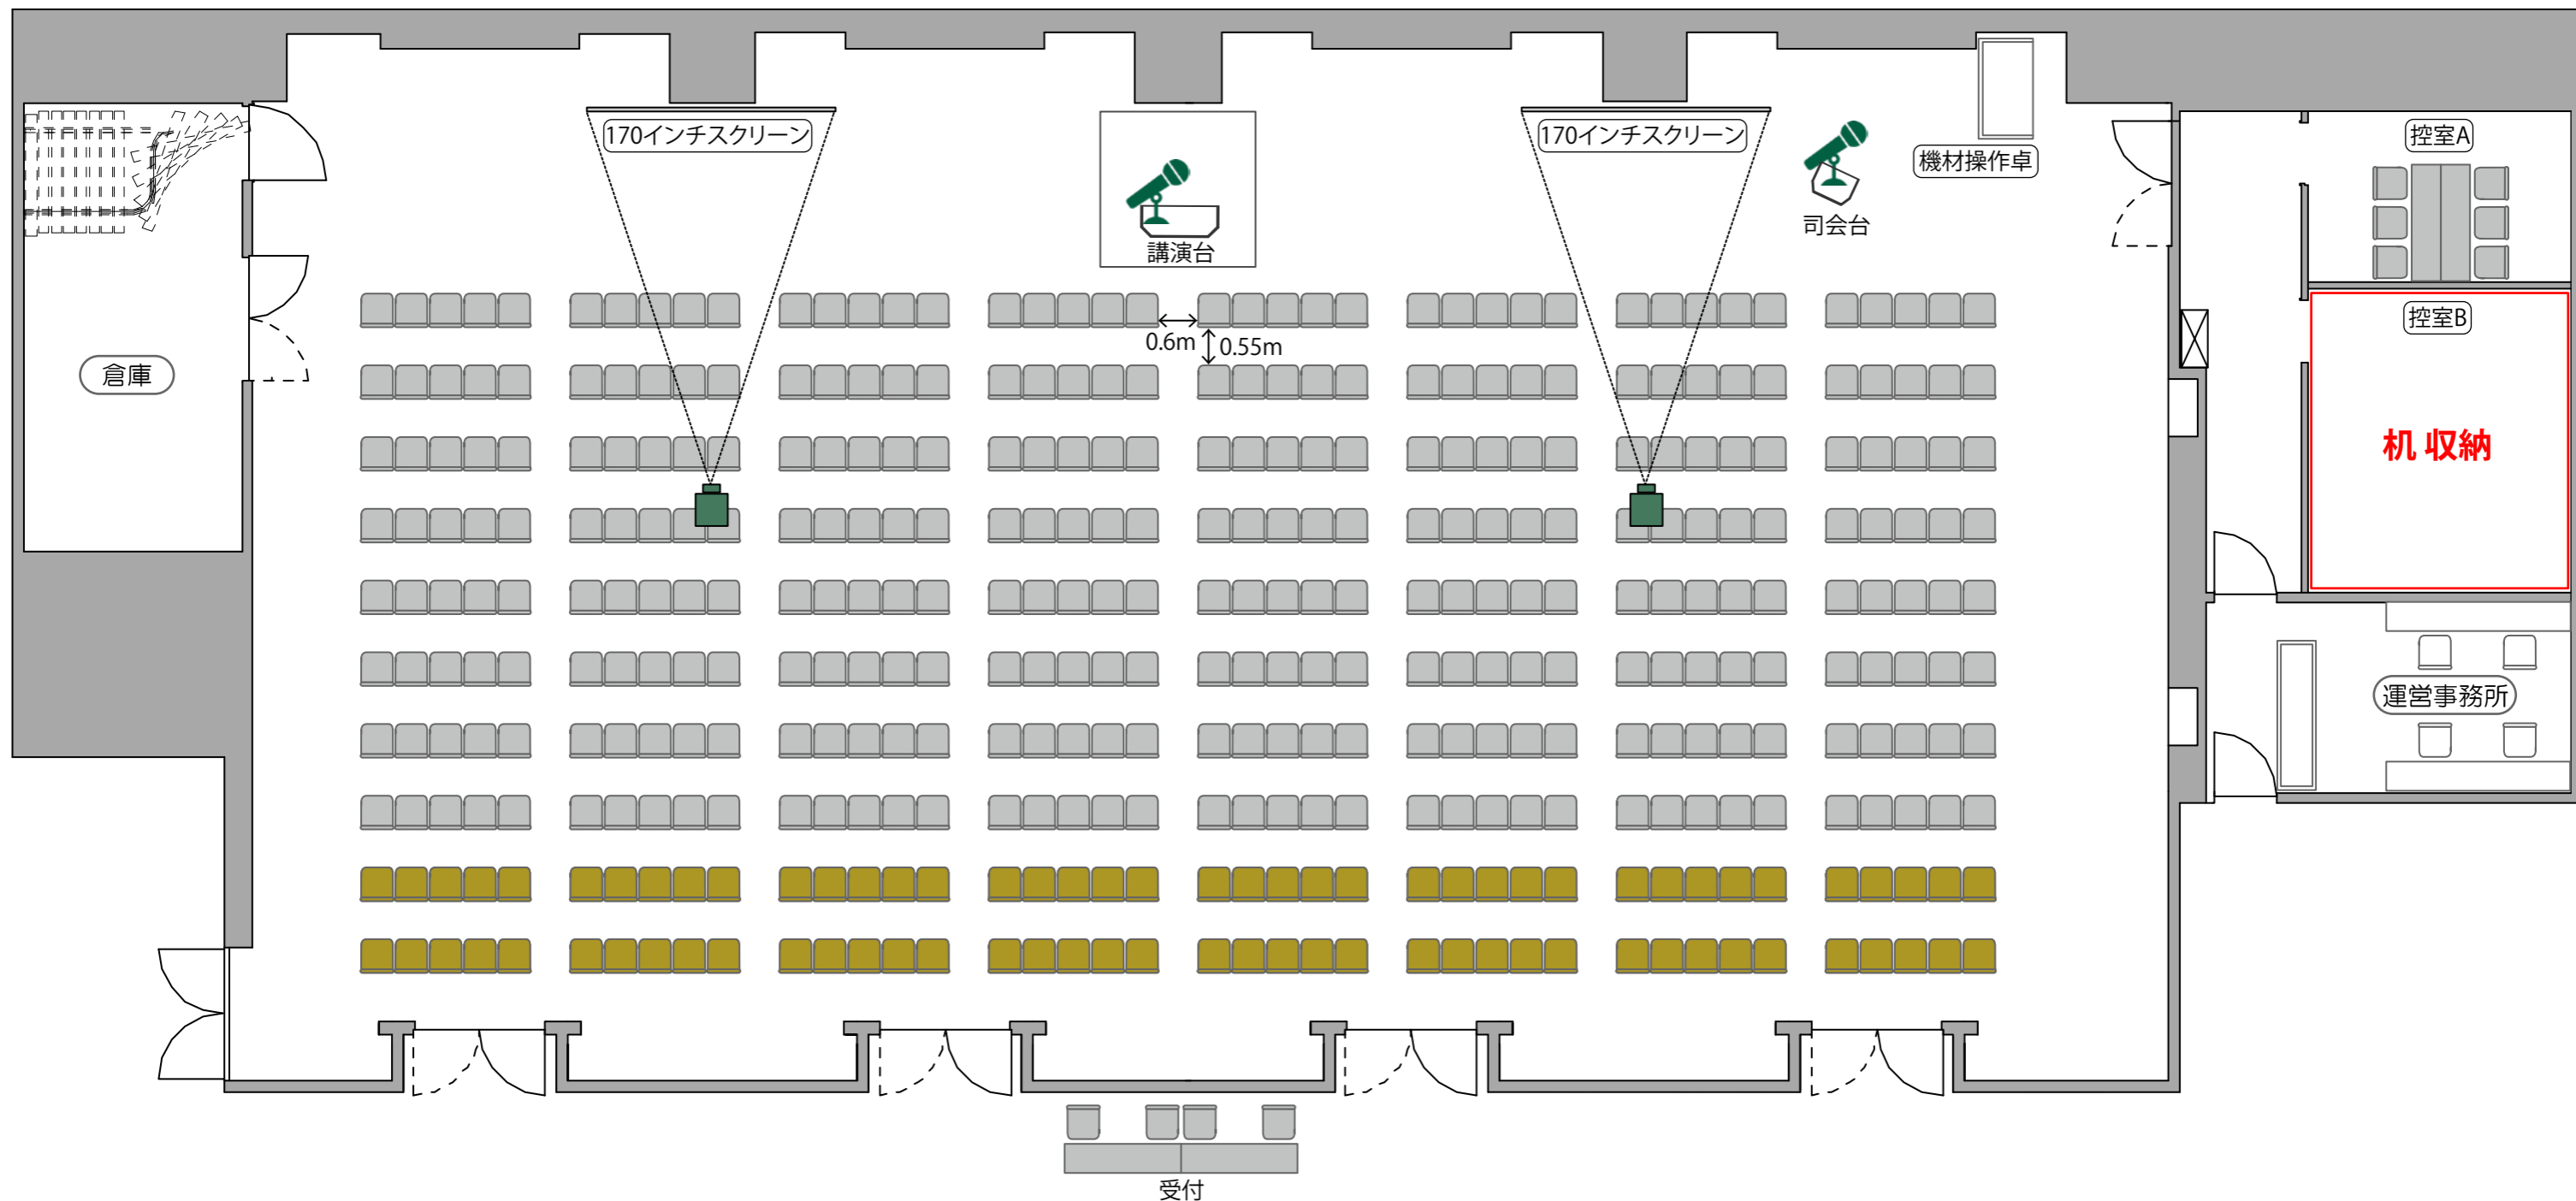 170インチスクリーン
170インチスクリーン
控室A
機材操作卓
司会台
講演台
控室B
0.6m
0.55m
倉庫
机 収納
運営事務所
受付